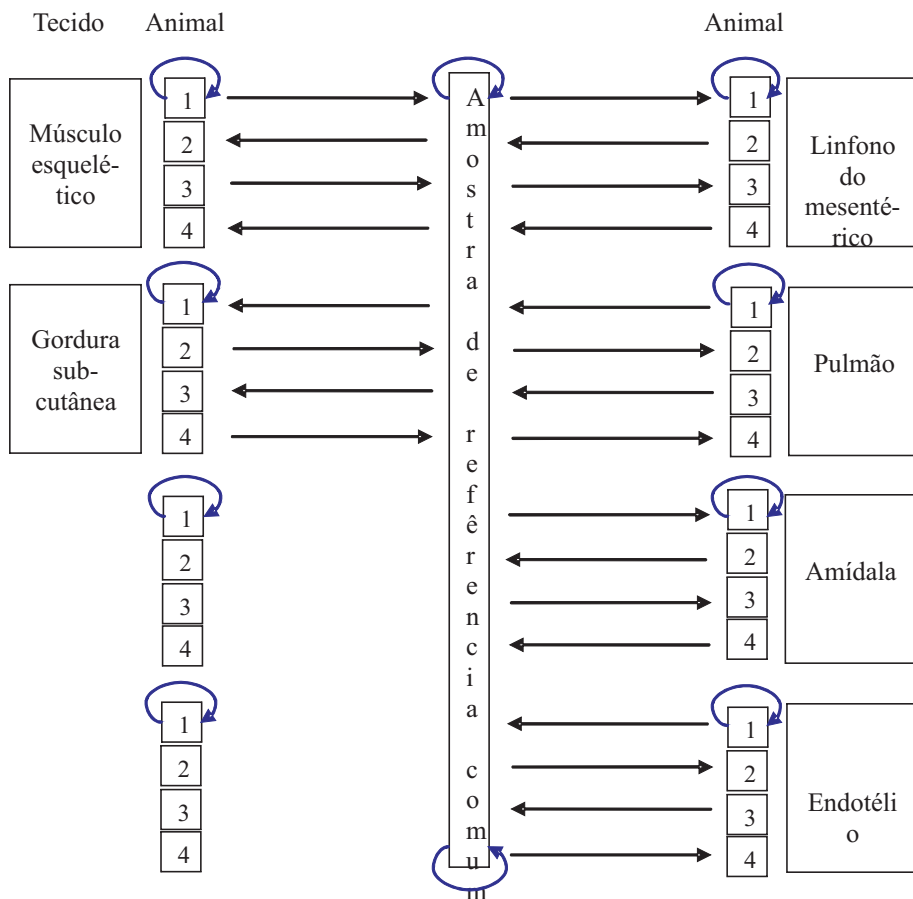 Tecido Animal
Animal
Músculo
esquelé-
tico
1
2
3
4
Gordura
sub-
cutânea
1
2
3
4
1
2
3
4
1
2
3
4
A
m
o
s
t
r
a
d
e
r
e
f
ê
r
e
n
c
i
a
c
o
m
u
m
1
2
3
4
Linfono
do
mesenté-
rico
1
2
3
4
Pulmão
1
2
3
4
Amídala
1
2
3
4
Endotéli
o